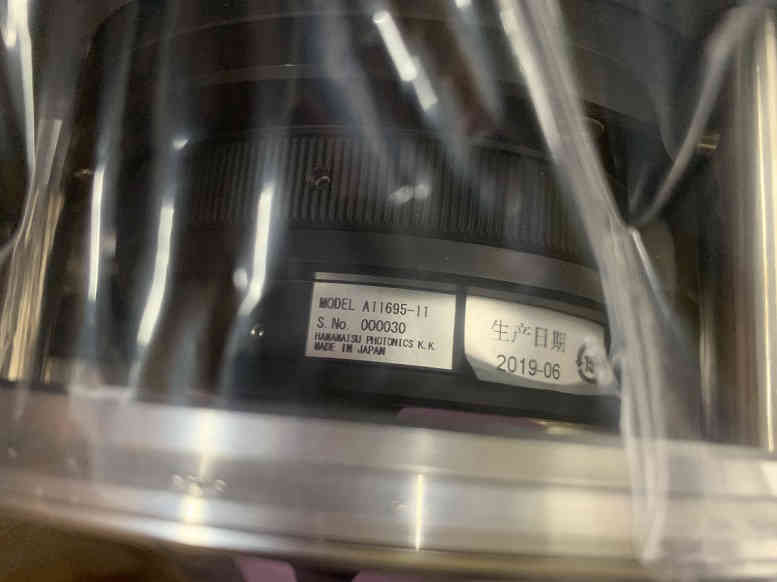 MODEL A11695-11
S.No. 000030
HAMAMATSU PHOTONICS K.K.
MADE IN JAPAN
生产日期
2019-06